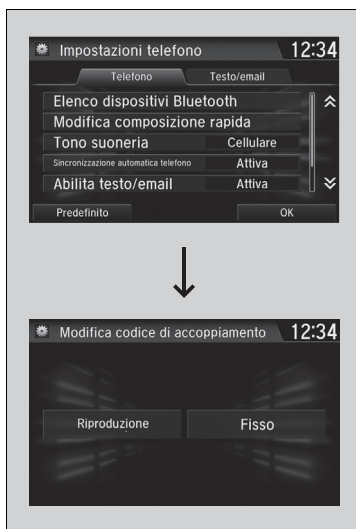 Impostazioni telefono 12:34
Telefono Testo/email
Elenco dispositivi Bluetooth
Modifica composizione rapida
Tono suoneria Cellulare
Sincronizzazione automatica telefono Attiva
Abilita testo/email Attiva
Predefinito OK
Modifica codice di accoppiamento 12:34
Riproduzione Fisso